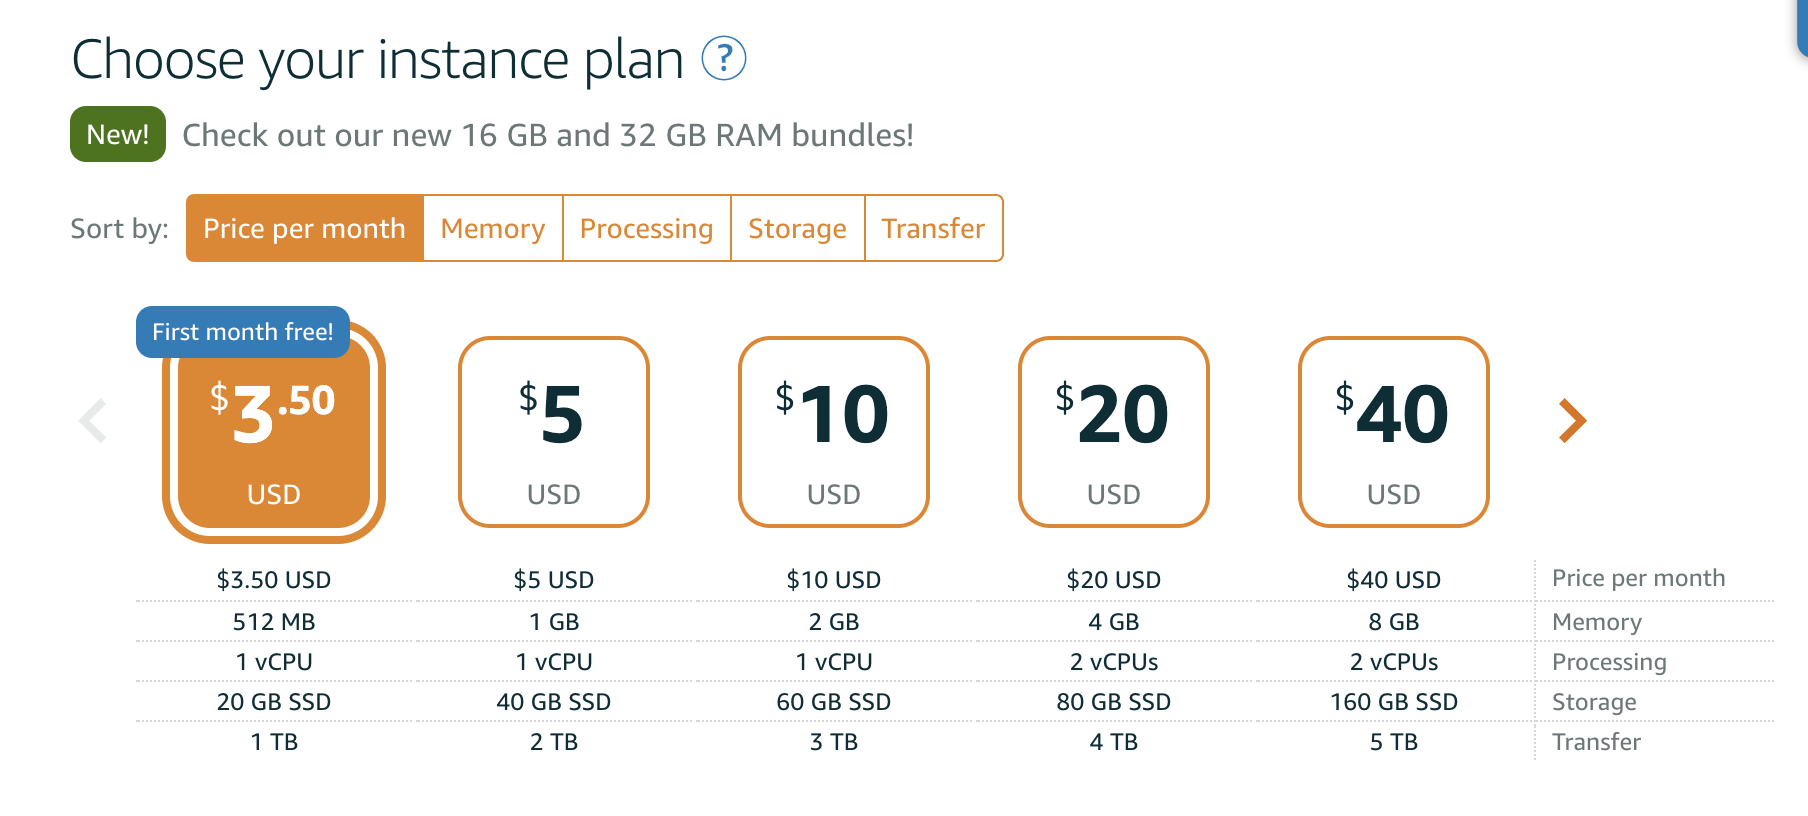 Choose your instance plan ?
New! Check out our new 16 GB and 32 GB RAM bundles!
Sort by: Price per month Memory Processing Storage Transfer
First month free!
$3.50 $5 $10 $20 $40
USD USD USD USD USD
$3.50 USD $5 USD $10 USD $20 USD $40 USD Price per month
512 MB 1 GB 2 GB 4 GB 8 GB Memory
1 vCPU 1 vCPU 1 vCPU 2 vCPUs 2 vCPUs Processing
20 GB SSD 40 GB SSD 60 GB SSD 80 GB SSD 160 GB SSD Storage
1 TB 2 TB 3 TB 4 TB 5 TB Transfer